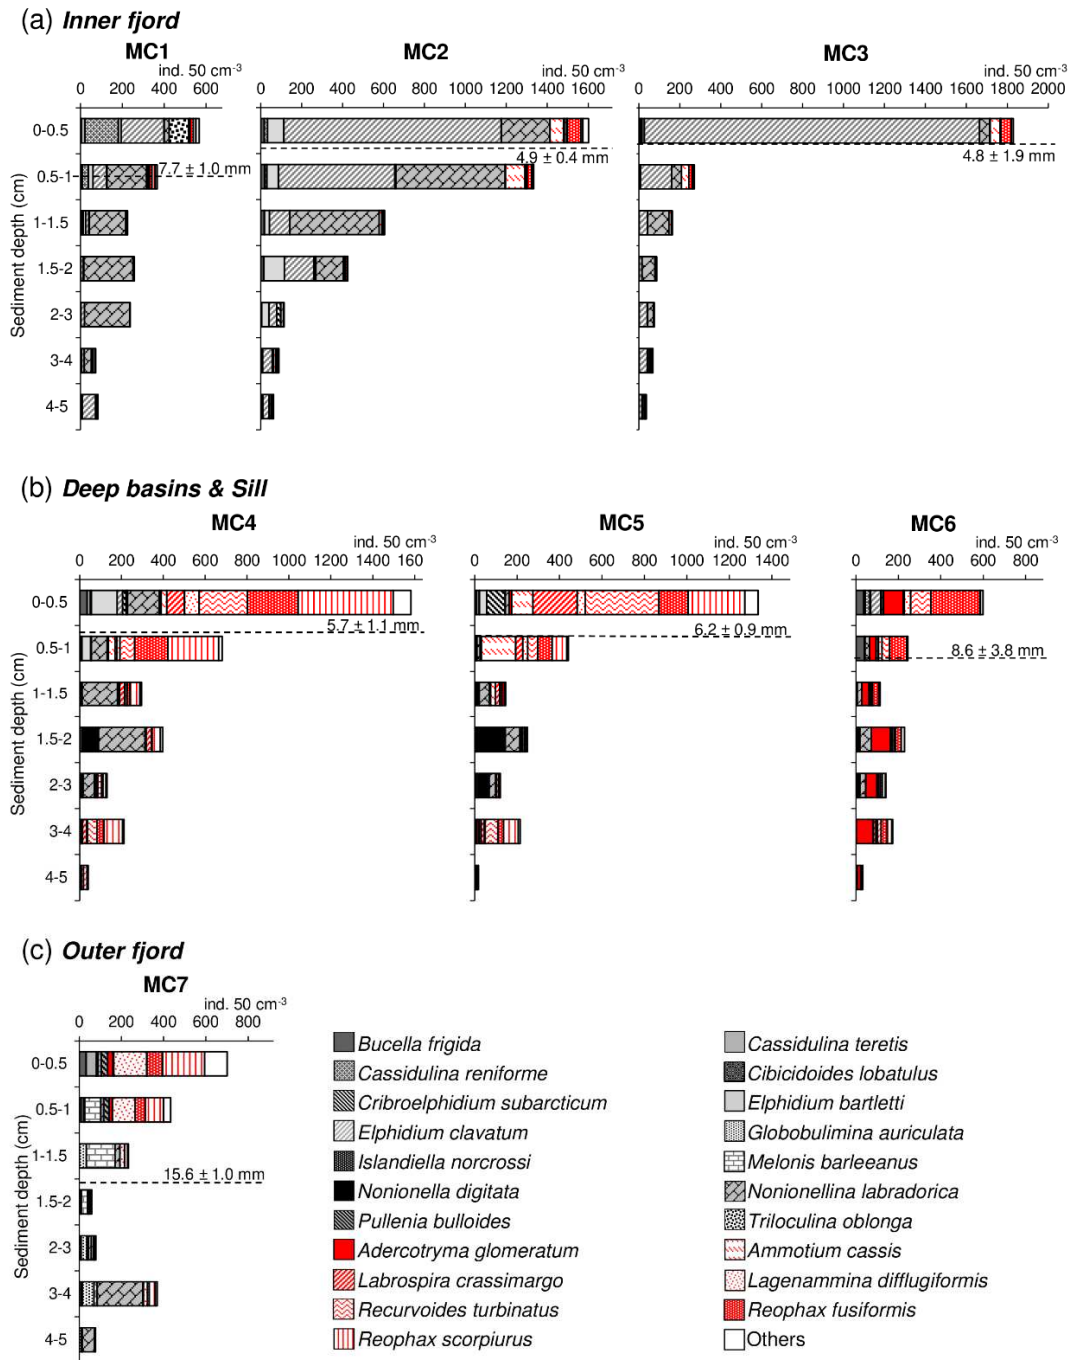 (a) Inner fjord
MC1 MC2 MC3
ind. 50 cm-3 ind. 50 cm-3 ind. 50 cm-3
0 200 400 600 0 200 400 600 800 1000 1200 1400 1600 0 200 400 600 800 1000 1200 1400 1600 1800 2000
Sediment depth (cm)
0-0.5
4.9 ± 0.4 mm 4.8 ± 1.9 mm
7.7 ± 1.0 mm
0.5-1
1-1.5
1.5-2
2-3
3-4
4-5
(b) Deep basins & Sill
MC4 MC5 MC6
ind. 50 cm-3 ind. 50 cm-3 ind. 50 cm-3
0 200 400 600 800 1000 1200 1400 1600 0 200 400 600 800 1000 1200 1400 0 200 400 600 800
Sediment depth (cm)
0-0.5
5.7 ± 1.1 mm 6.2 ± 0.9 mm
0.5-1
8.6 ± 3.8 mm
1-1.5
1.5-2
2-3
3-4
4-5
(c) Outer fjord
MC7
ind. 50 cm-3
0 200 400 600 800
Sediment depth (cm)
0-0.5
0.5-1
1-1.5
15.6 ± 1.0 mm
1.5-2
2-3
3-4
4-5
Bucella frigida
Cassidulina reniforme
Cribroelphidium subarcticum
Elphidium clavatum
Islandiella norcrossi
Nonionella digitata
Pullenia bulloides
Adercotryma glomeratum
Labrospira crassimargo
Recurvoides turbinatus
Reophax scorpiurus
Cassidulina teretis
Cibicidoides lobatulus
Elphidium bartletti
Globobulimina auriculata
Melonis barleeanus
Nonionellina labradorica
Triloculina oblonga
Ammotium cassis
Lagenammina difflugiformis
Reophax fusiformis
Others